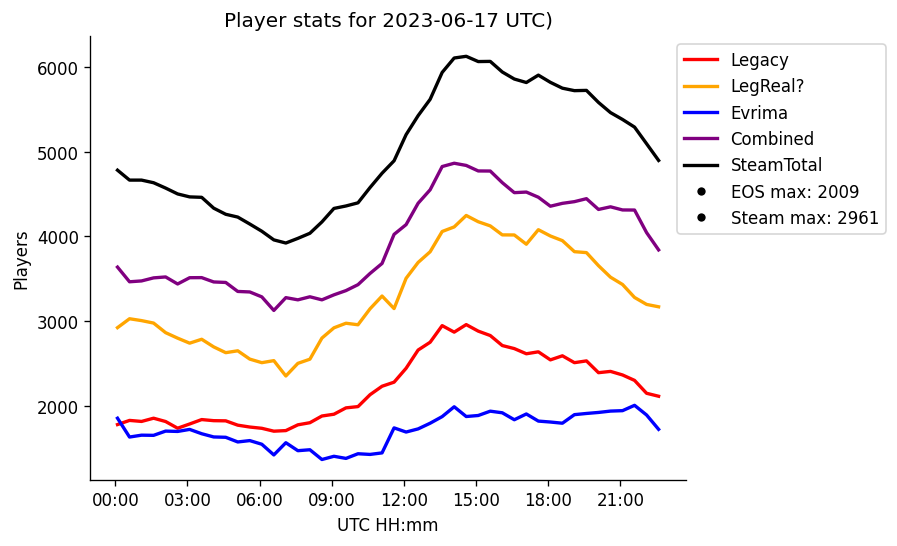 Player stats for 2023-06-17 UTC)
Legacy
LegReal?
Evrima
Combined
SteamTotal
EOS max: 2009
Steam max: 2961
Players
6000
5000
4000
3000
2000
00:00 03:00 06:00 09:00 12:00 15:00 18:00 21:00
UTC HH:mm